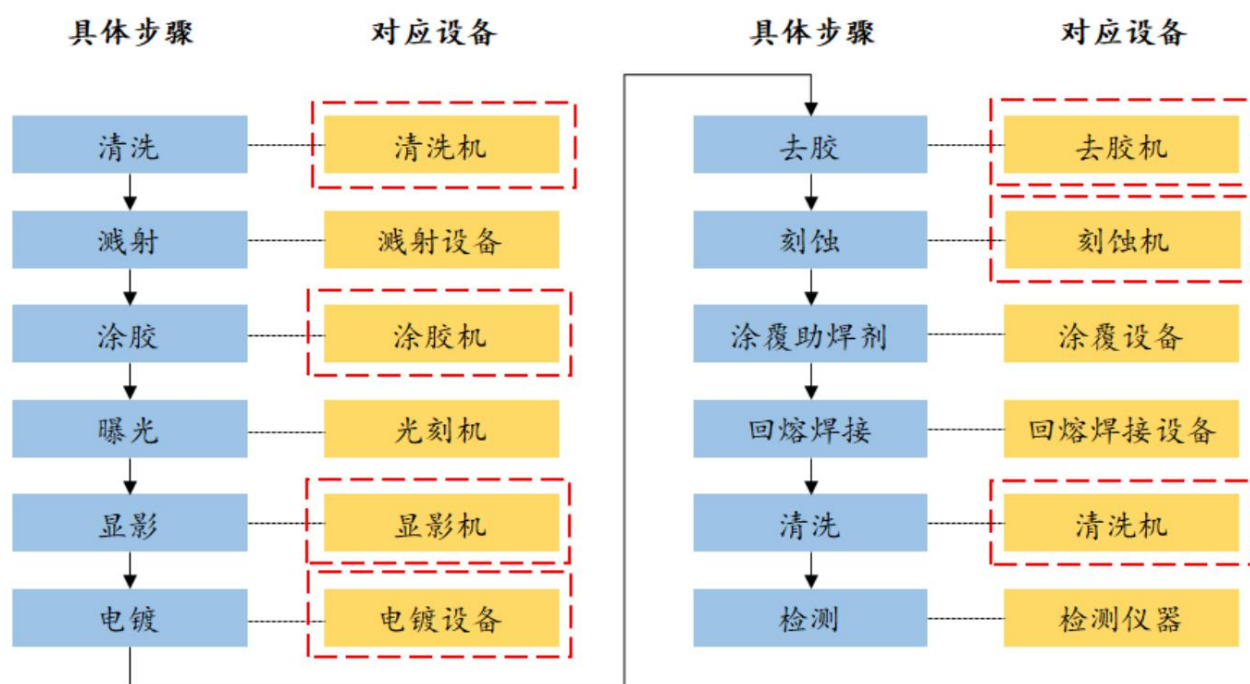 具体步骤 对应设备
清洗 清洗机
溅射 溅射设备
涂胶 涂胶机
曝光 光刻机
显影 显影机
电镀 电镀设备
具体步骤 对应设备
去胶 去胶机
刻蚀 刻蚀机
涂覆助焊剂 涂覆设备
回熔焊接 回熔焊接设备
清洗 清洗机
检测 检测仪器